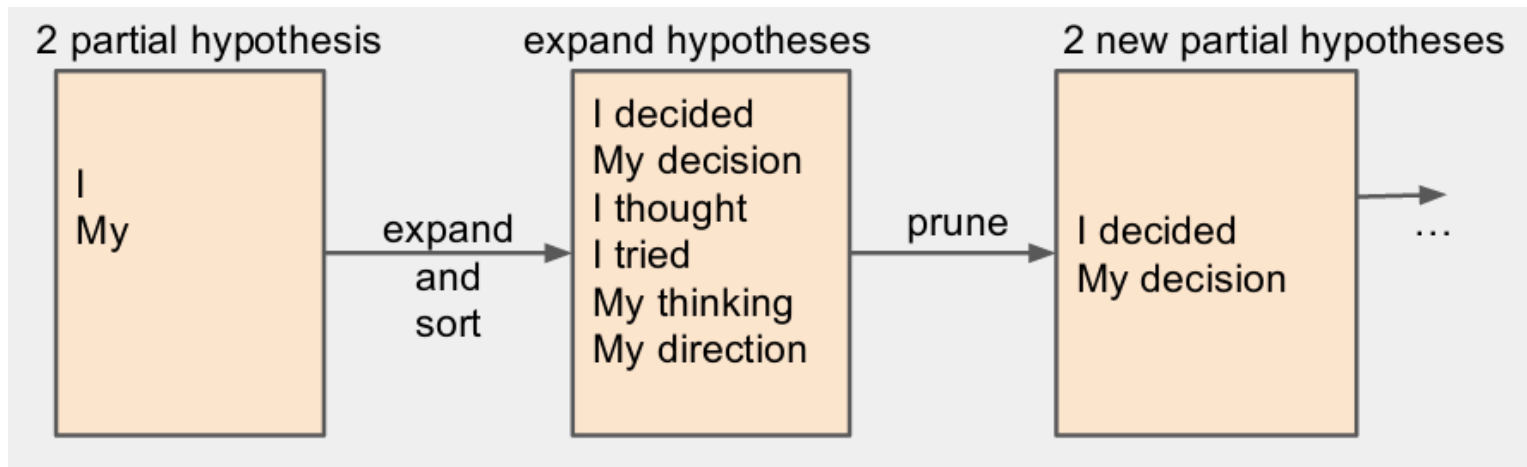 2 partial hypothesis
expand hypotheses
2 new partial hypotheses
I
My
expand
and
sort
I decided
My decision
I thought
I tried
My thinking
My direction
prune
I decided
My decision
...